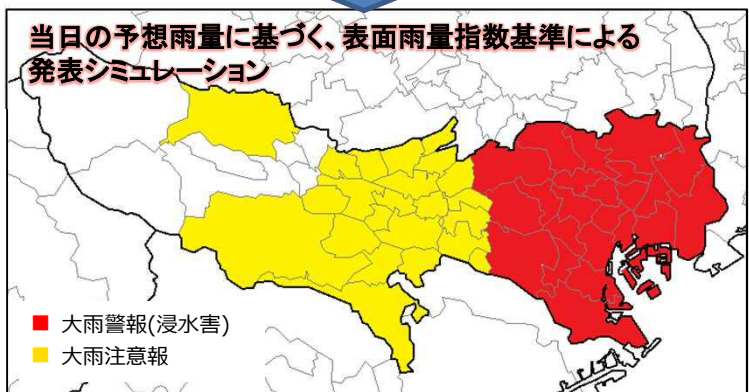 当日の予想雨量に基づく、表面雨量指数基準による
発表シミュレーション
大雨警報(浸水害)
大雨注意報